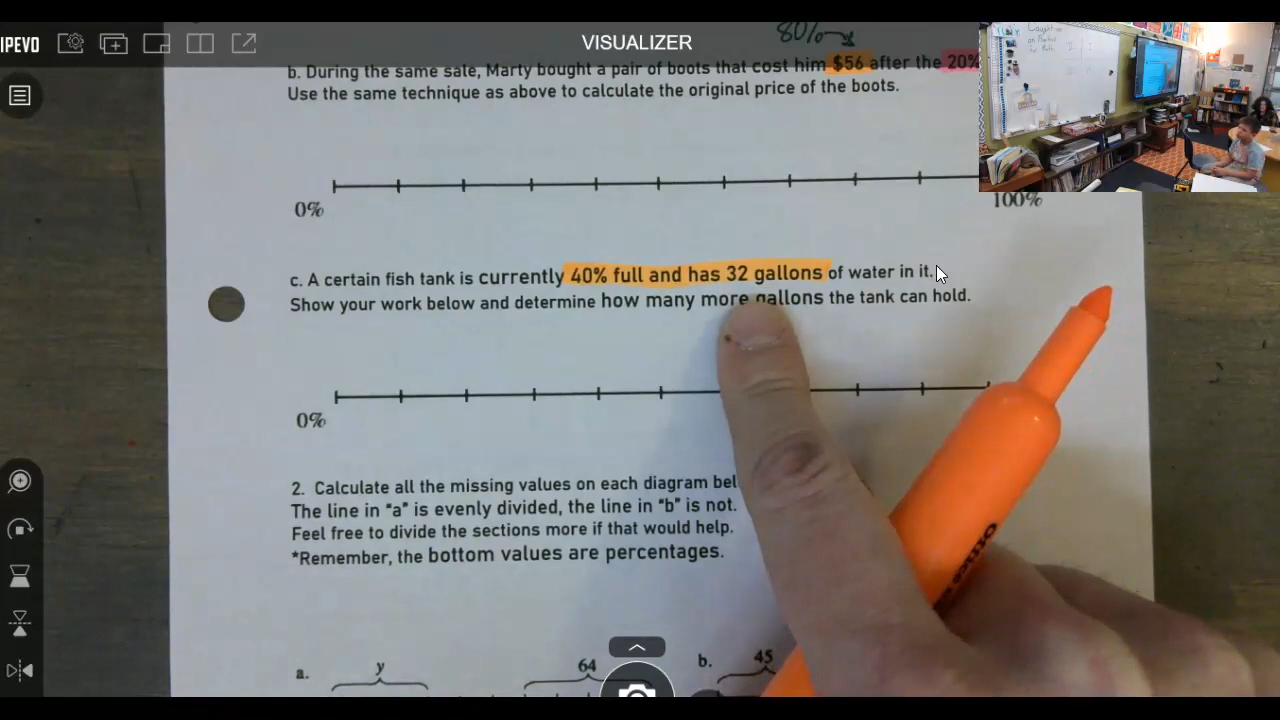 IPEVO
VISUALIZER
80%
b. During the same sale, Marty bought a pair of boots that cost him $56 after the 20%
Use the same technique as above to calculate the original price of the boots.
0%
100%
c. A certain fish tank is currently 40% full and has 32 gallons of water in it.
Show your work below and determine how many more gallons the tank can hold.
0%
2. Calculate all the missing values on each diagram bel
The line in "a" is evenly divided, the line in "b" is not.
Feel free to divide the sections more if that would help.
*Remember, the bottom values are percentages.
a. y 64 b. 45